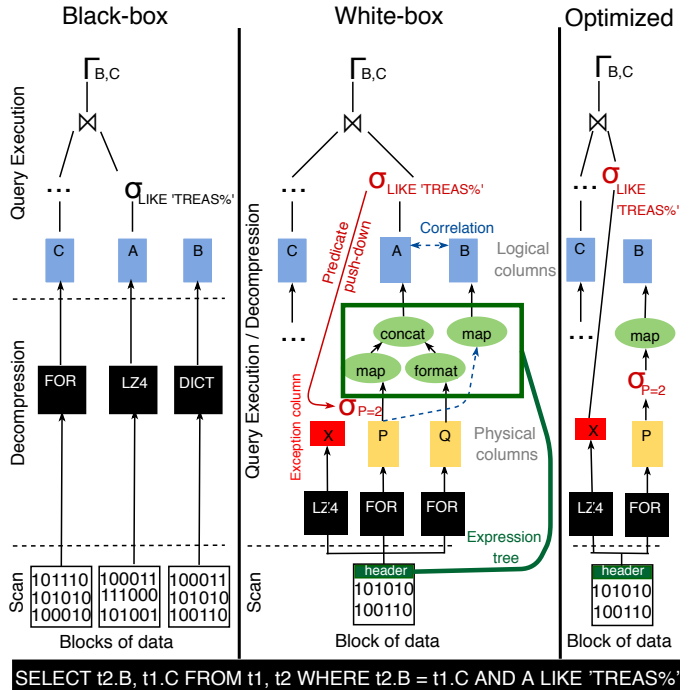 Black-box
White-box
Optimized
Query Execution
Decompression
Scan
Γ B,C
⋈
...
σ LIKE 'TREAS%'
C
A
B
FOR
LZ4
DICT
101110
101010
100010
100011
111000
101001
100011
101010
100110
Blocks of data
Query Execution / Decompression
Scan
Γ B,C
⋈
...
σ LIKE 'TREAS%'
Predicate
push-down
Correlation
C
A
B
Logical
columns
...
concat
map
map
format
σ P=2
Exception column
X
P
Q
Physical
columns
LZ4
FOR
FOR
Expression
tree
header
101010
100110
Block of data
Γ B,C
⋈
σ LIKE
'TREAS%'
...
C
B
...
map
σ P=2
X
P
LZ4
FOR
header
101010
100110
Block of data
SELECT t2.B, t1.C FROM t1, t2 WHERE t2.B = t1.C AND A LIKE 'TREAS%'